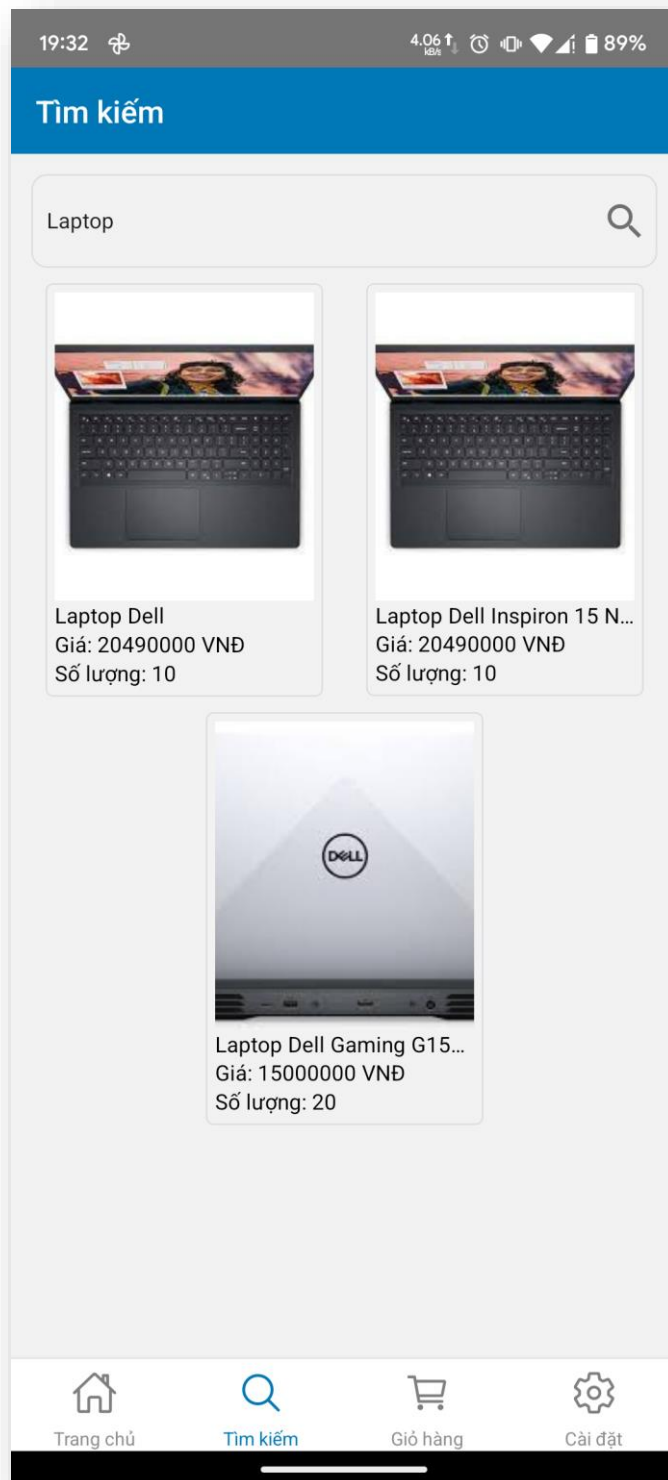 19:32
4.06
kB/s
89%
Tìm kiếm
Laptop
Laptop Dell
Giá: 20490000 VNĐ
Số lượng: 10
Laptop Dell Inspiron 15 N...
Giá: 20490000 VNĐ
Số lượng: 10
DELL
Laptop Dell Gaming G15...
Giá: 15000000 VNĐ
Số lượng: 20
Trang chủ
Tìm kiếm
Giỏ hàng
Cài đặt